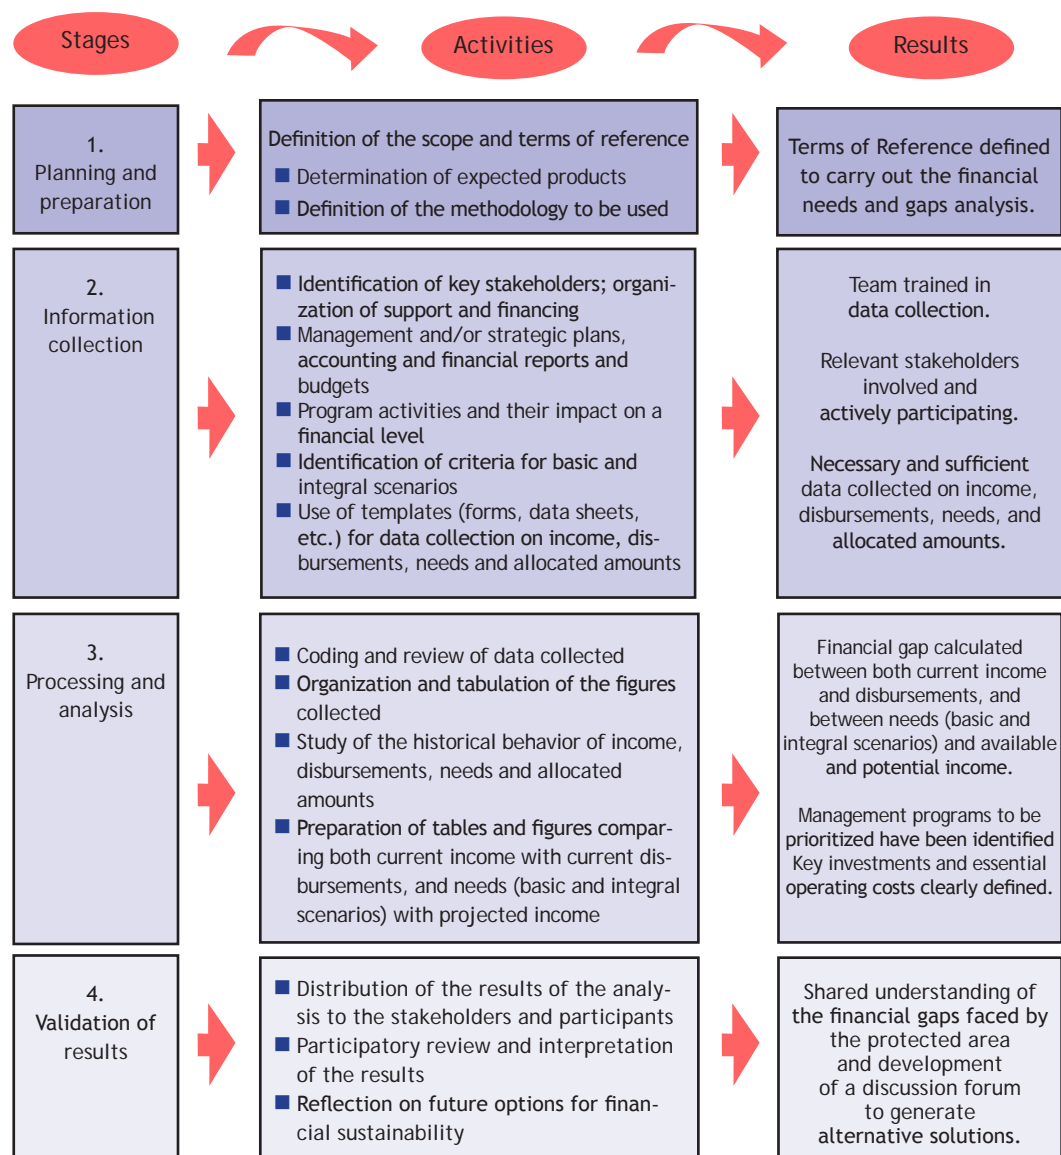 Stages
Activities
Results
1.
Planning and
preparation
Definition of the scope and terms of reference
■ Determination of expected products
■ Definition of the methodology to be used
Terms of Reference defined
to carry out the financial
needs and gaps analysis.
2.
Information
collection
■ Identification of key stakeholders; organi-
zation of support and financing
■ Management and/or strategic plans,
accounting and financial reports and
budgets
■ Program activities and their impact on a
financial level
■ Identification of criteria for basic and
integral scenarios
■ Use of templates (forms, data sheets,
etc.) for data collection on income, dis-
bursements, needs and allocated amounts
Team trained in
data collection.
Relevant stakeholders
involved and
actively participating.
Necessary and sufficient
data collected on income,
disbursements, needs, and
allocated amounts.
3.
Processing and
analysis
■ Coding and review of data collected
■ Organization and tabulation of the figures
collected
■ Study of the historical behavior of income,
disbursements, needs and allocated
amounts
■ Preparation of tables and figures compar-
ing both current income with current dis-
bursements, and needs (basic and integral
scenarios) with projected income
Financial gap calculated
between both current income
and disbursements, and
between needs (basic and
integral scenarios) and available
and potential income.
Management programs to be
prioritized have been identified
Key investments and essential
operating costs clearly defined.
4.
Validation of
results
■ Distribution of the results of the analy-
sis to the stakeholders and participants
■ Participatory review and interpretation
of the results
■ Reflection on future options for finan-
cial sustainability
Shared understanding of
the financial gaps faced by
the protected area
and development
of a discussion forum
to generate
alternative solutions.